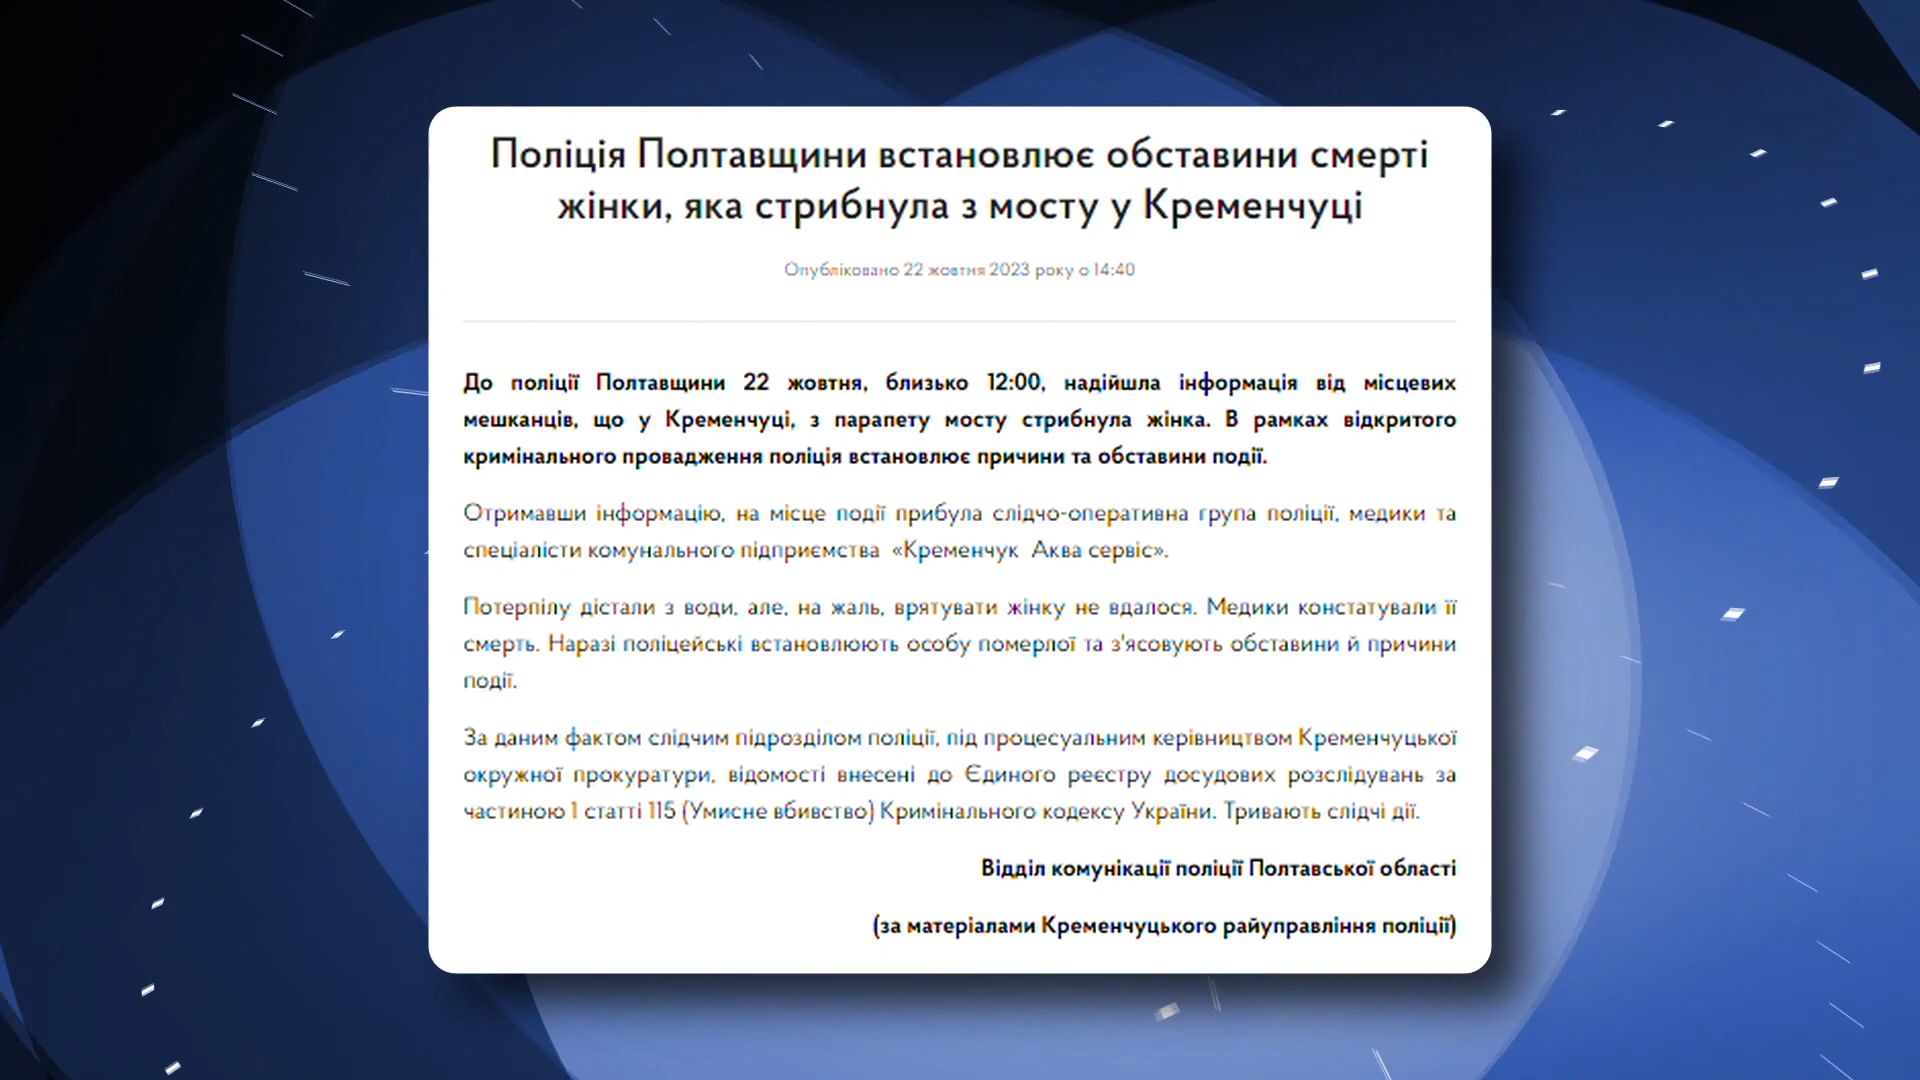 Поліція Полтавщини встановлює обставини смерті
жінки, яка стрибнула з мосту у Кременчуці
Опубліковано 22 жовтня 2023 року о 14:40
До поліції Полтавщини 22 жовтня, близько 12:00, надійшла інформація від місцевих
мешканців, що у Кременчуці, з парапету мосту стрибнула жінка. В рамках відкритого
кримінального провадження поліція встановлює причини та обставини події.
Отримавши інформацію, на місце події прибула слідчо-оперативна група поліції, медики та
спеціалісти комунального підприємства «Кременчук Аква сервіс».
Потерпілу дістали з води, але, на жаль, врятувати жінку не вдалося. Медики констатували її
смерть. Наразі поліцейські встановлюють особу померлої та з'ясовують обставини й причини
події.
За даним фактом слідчим підрозділом поліції, під процесуальним керівництвом Кременчуцької
окружної прокуратури, відомості внесені до Єдиного реєстру досудових розслідувань за
частиною 1 статті 115 (Умисне вбивство) Кримінального кодексу України. Тривають слідчі дії.
Відділ комунікації поліції Полтавської області
(за матеріалами Кременчуцького райуправління поліції)